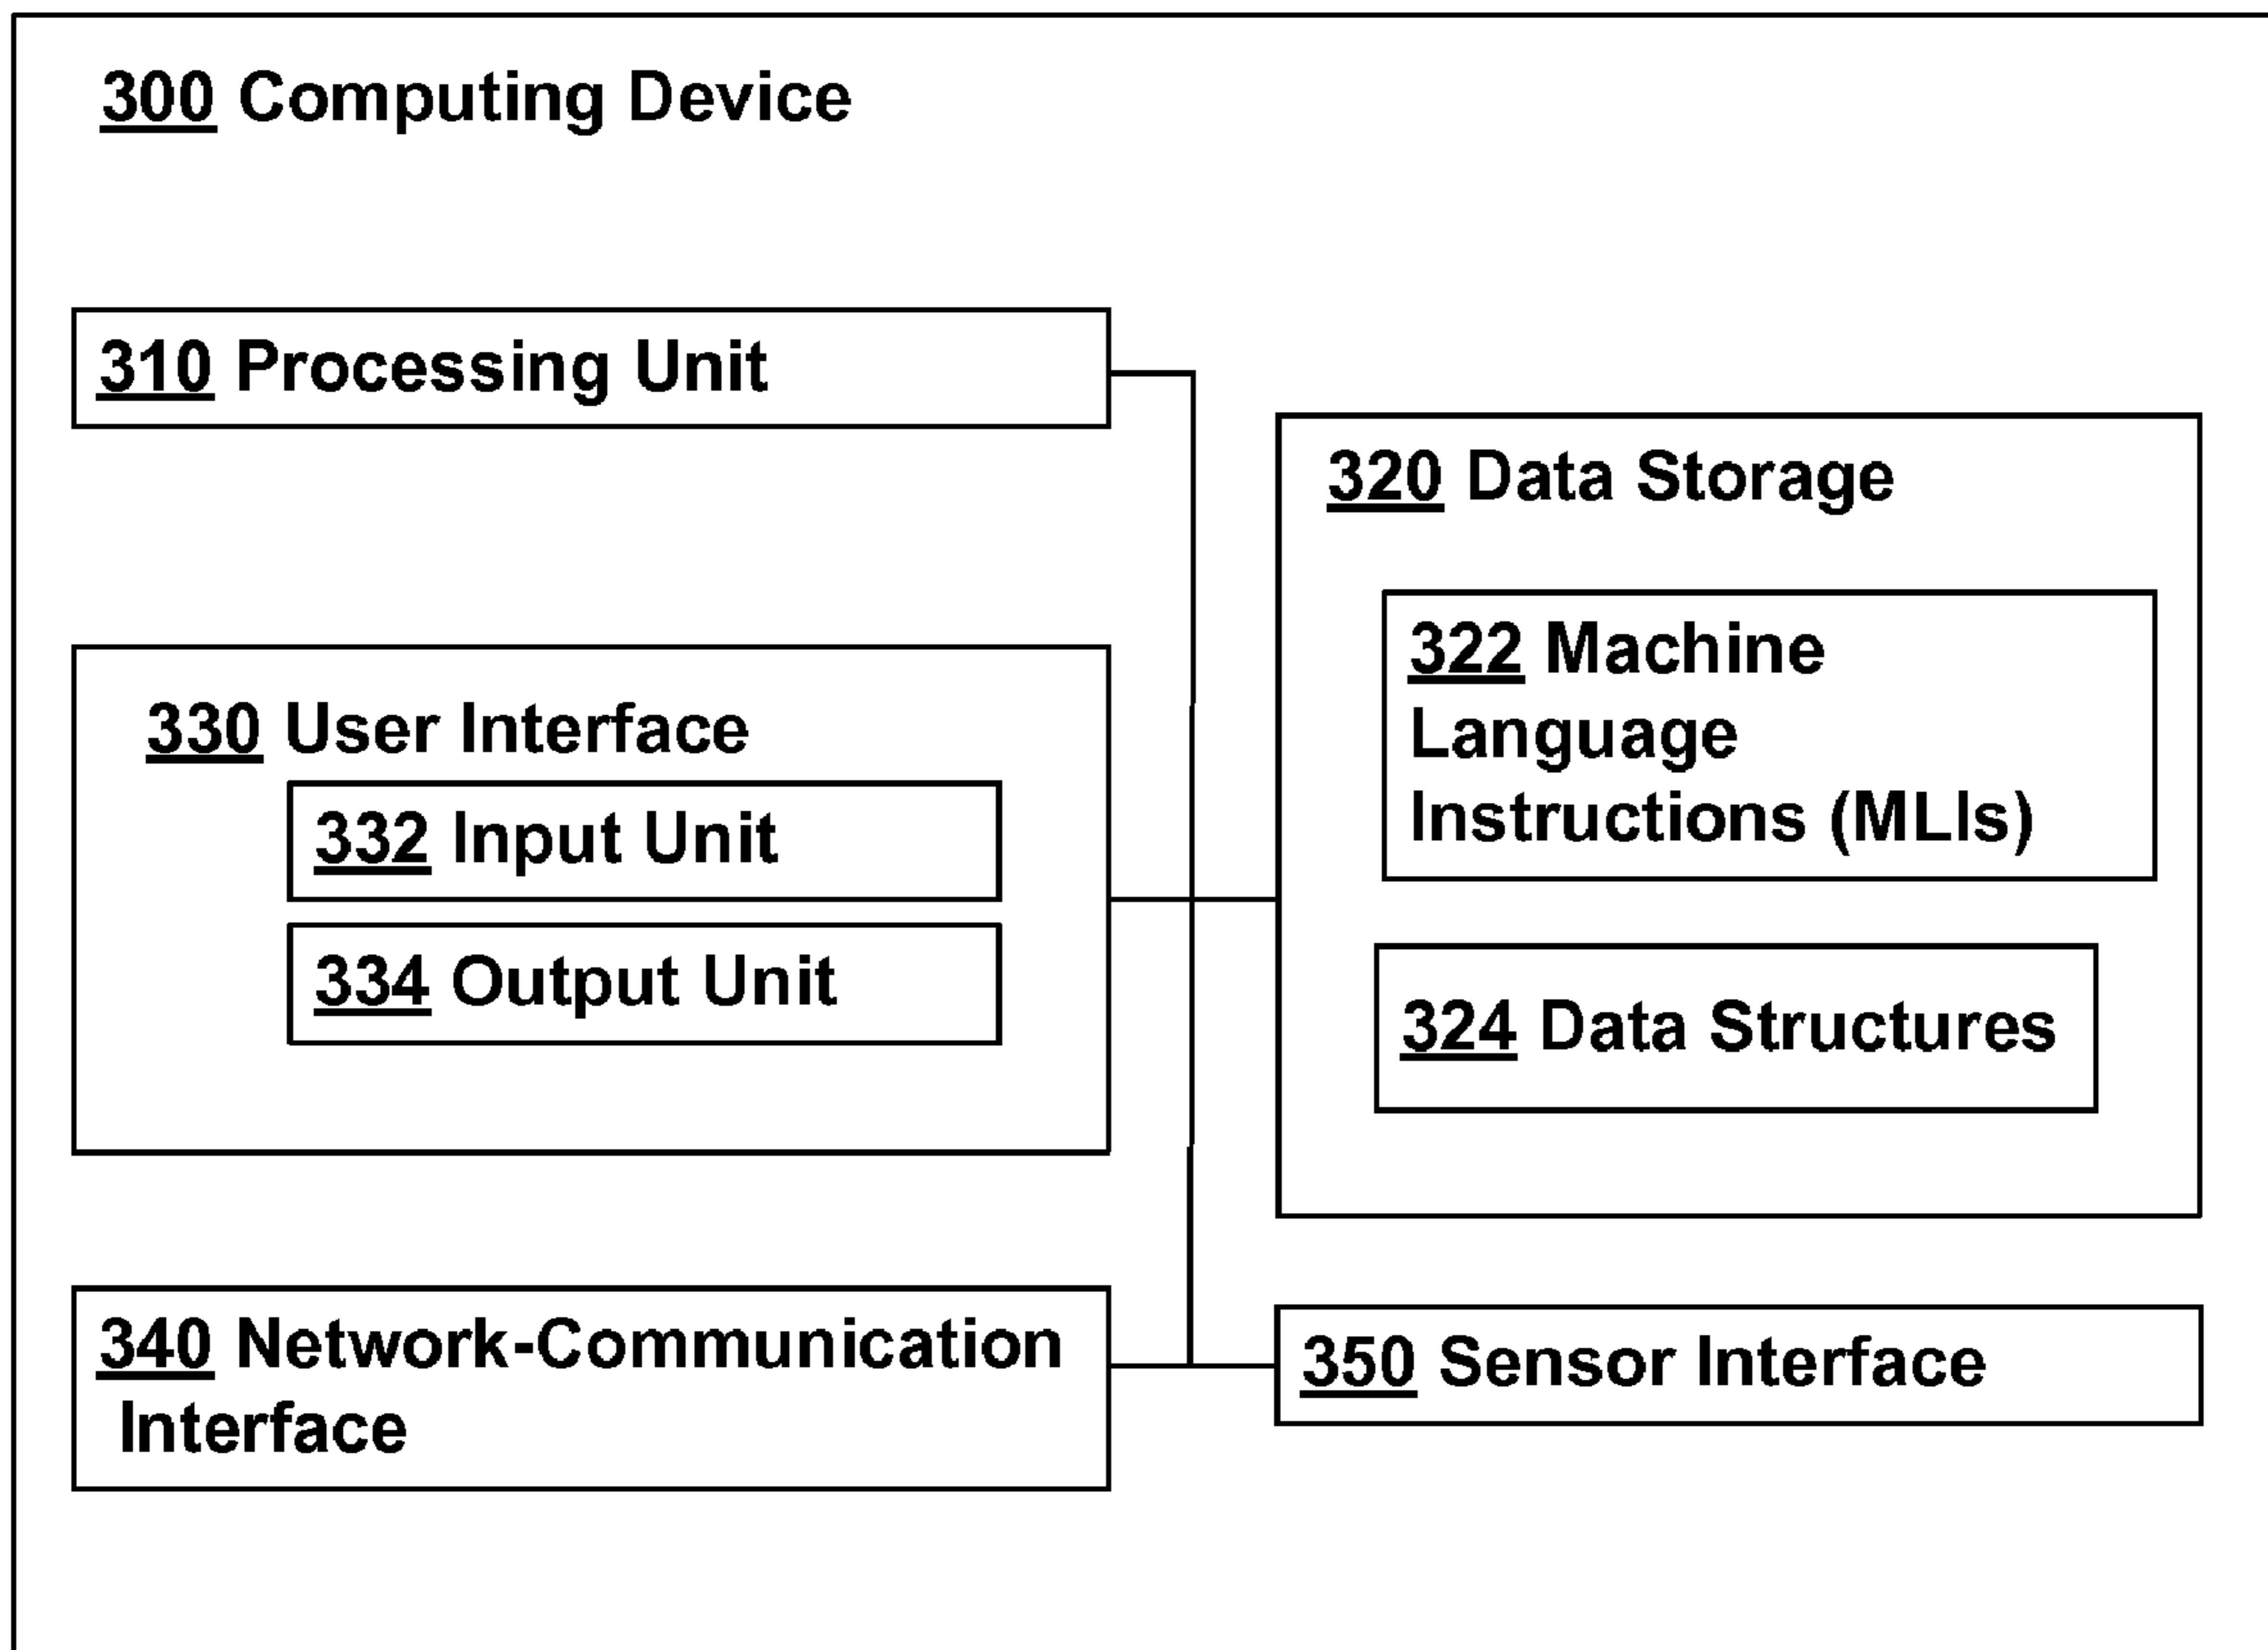 300 Computing Device
310 Processing Unit
320 Data Storage
322 Machine
Language
Instructions (MLIs)
324 Data Structures
330 User Interface
332 Input Unit
334 Output Unit
340 Network-Communication
Interface
350 Sensor Interface